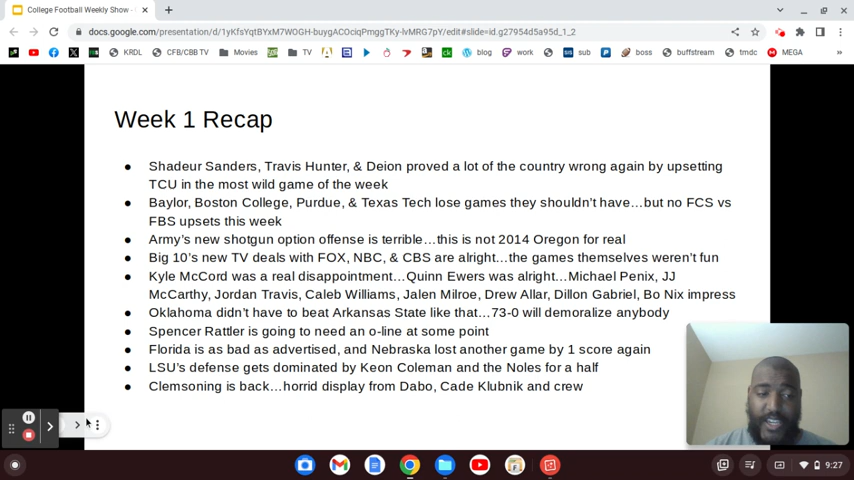 College Football Weekly Show -
docs.google.com/presentation/d/1yKfsYqtBYxM7WOGH-buygACOciqPmggTKy-lvMRG7pY/edit#slide=id.g27954d5a95d_1_2
KRDL
CFB/CBB TV
Movies
TV
blog
work
sub
boss
buffstream
tmdc
MEGA
Week 1 Recap
● Shadeur Sanders, Travis Hunter, & Deion proved a lot of the country wrong again by upsetting
TCU in the most wild game of the week
● Baylor, Boston College, Purdue, & Texas Tech lose games they shouldn't have…but no FCS vs
FBS upsets this week
● Army's new shotgun option offense is terrible…this is not 2014 Oregon for real
● Big 10's new TV deals with FOX, NBC, & CBS are alright…the games themselves weren't fun
● Kyle McCord was a real disappointment…Quinn Ewers was alright…Michael Penix, JJ
McCarthy, Jordan Travis, Caleb Williams, Jalen Milroe, Drew Allar, Dillon Gabriel, Bo Nix impress
● Oklahoma didn't have to beat Arkansas State like that…73-0 will demoralize anybody
● Spencer Rattler is going to need an o-line at some point
● Florida is as bad as advertised, and Nebraska lost another game by 1 score again
● LSU's defense gets dominated by Keon Coleman and the Noles for a half
● Clemsoning is back…horrid display from Dabo, Cade Klubnik and crew
9:27